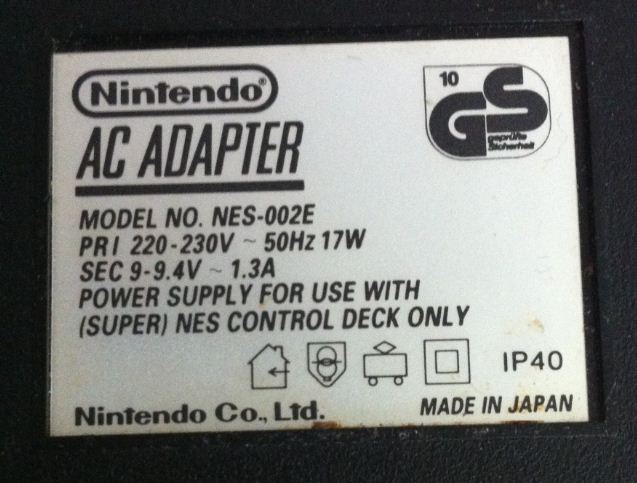 Nintendo®
10
GS
geprüfte
Sicherheit
AC ADAPTER
MODEL NO. NES-002E
PRI 220-230V ~ 50Hz 17W
SEC 9-9.4V ~ 1.3A
POWER SUPPLY FOR USE WITH
(SUPER) NES CONTROL DECK ONLY
IP40
Nintendo Co., Ltd.
MADE IN JAPAN